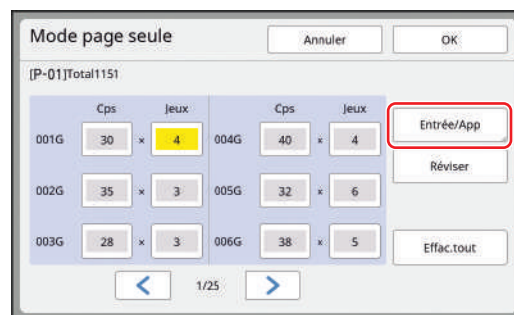 Mode page seule Annuler OK
[P-01]Total1151
Cps Jeux Cps Jeux
001G 30 × 4 004G 40 × 4
Entrée/App
002G 35 × 3 005G 32 × 6
Réviser
003G 28 × 3 006G 38 × 5
Effac.tout
< 1/25 >